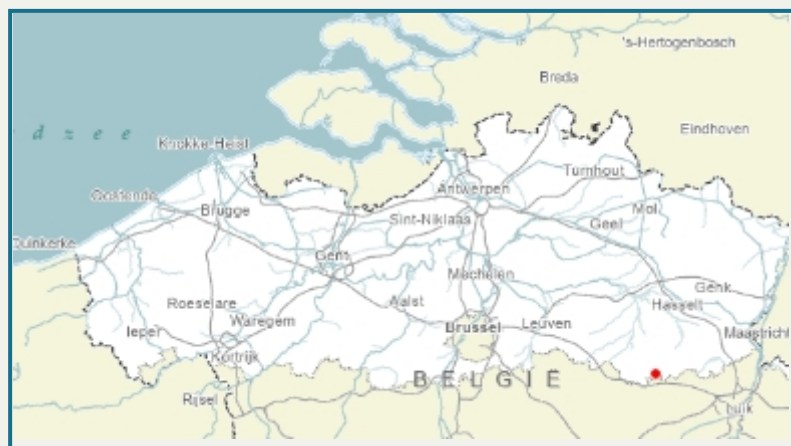 's-Hertogenbosch
Breda
dzee
Eindhoven
Knokke-Heist
Turnhout
Oostende
Antwerpen
Brugge
Sint-Niklaas
Geel
Mol
Duinkerke
Gent
Mechelen
Genk
Roeselare
Aalst
Hasselt
Ieper
Waregem
Brussel
Leuven
Maastricht
Kortrijk
BELGIË
Rijsel
Luik